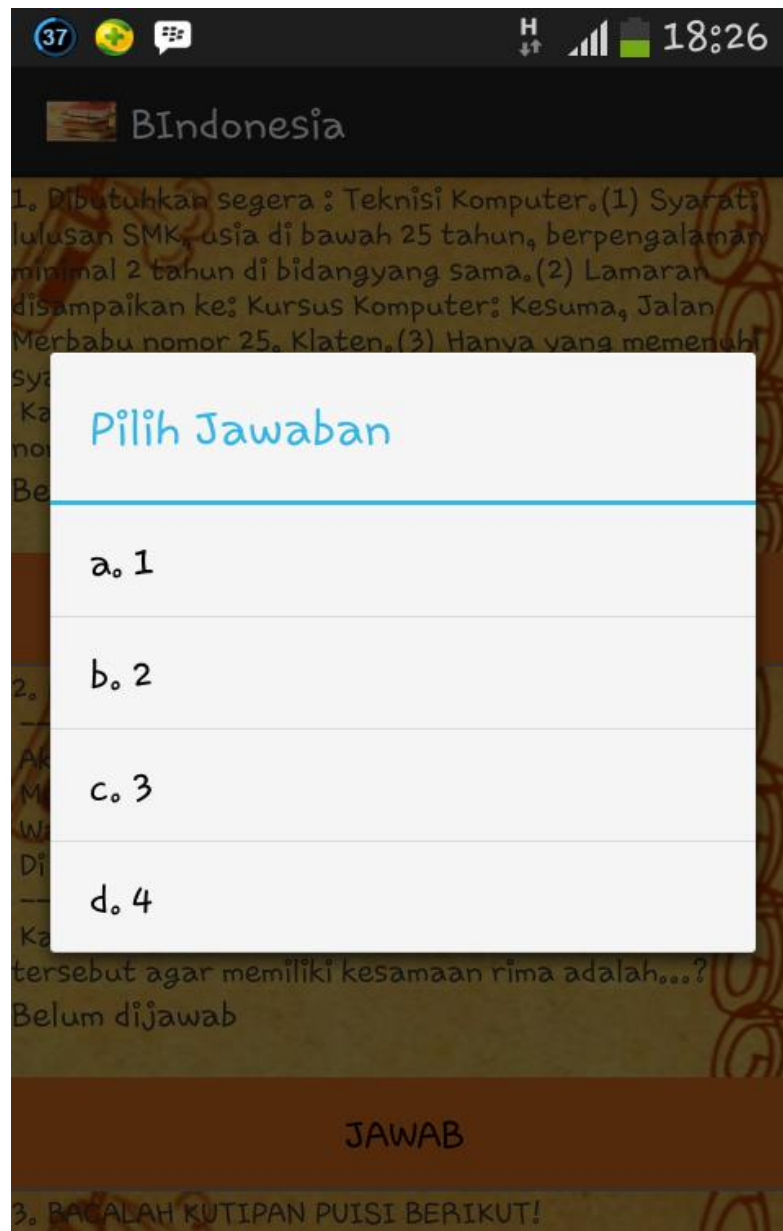 37
H
18:26
BIndonesia
1. Dibutuhkan segera : Teknisi Komputer.(1) Syarat:
lulusan SMK, usia di bawah 25 tahun, berpengalaman
minimal 2 tahun di bidangyang sama.(2) Lamaran
disampaikan ke: Kursus Komputer: Kesuma, Jalan
Merbabu nomor 25. Klaten.(3) Hanya yang memenuhi
Pilih Jawaban
a. 1
b. 2
2.
c. 3
Di
d. 4
tersebut agar memiliki kesamaan rima adalah...?
Belum dijawab
JAWAB
3. BACALAH KUTIPAN PUISI BERIKUT!